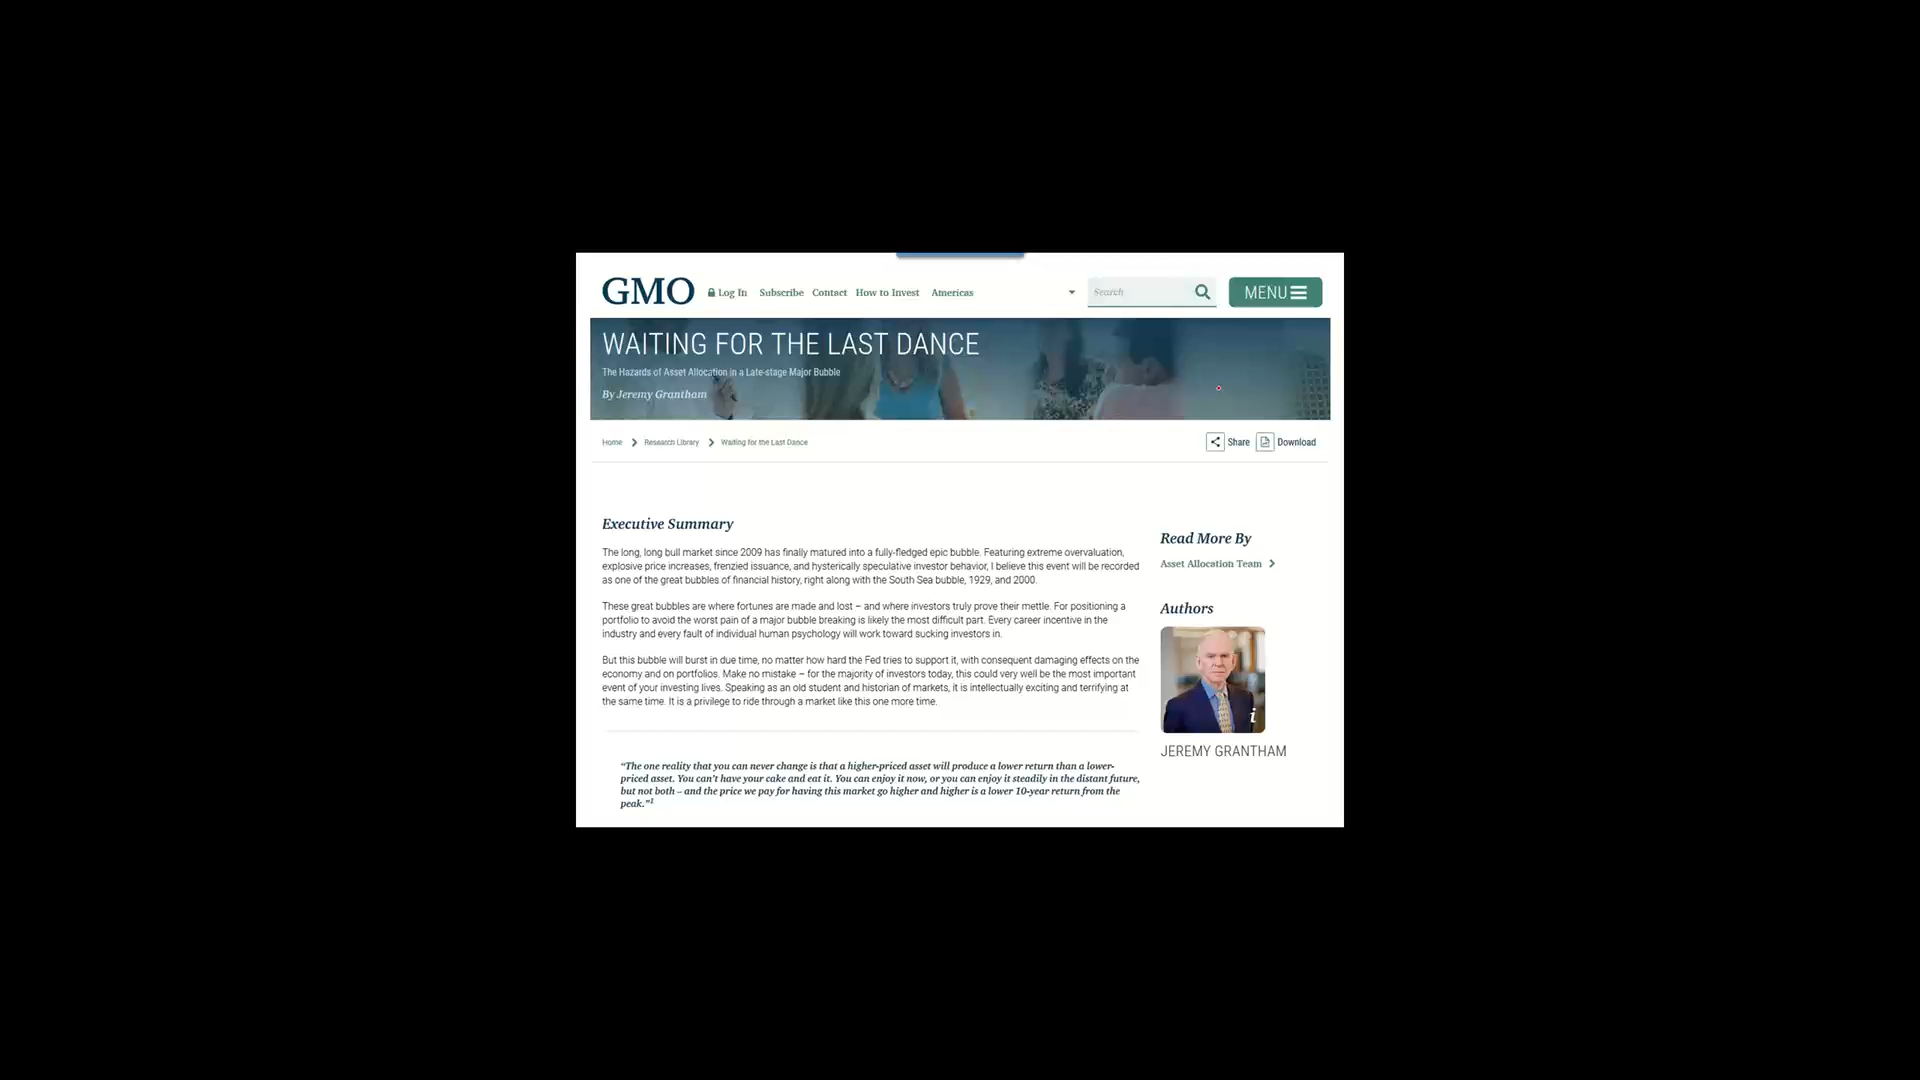 GMO
Log In Subscribe Contact How to Invest Americas Search MENU
WAITING FOR THE LAST DANCE
The Hazards of Asset Allocation in a Late-stage Major Bubble
By Jeremy Grantham
Home Research Library Waiting for the Last Dance Share Download
Executive Summary
The long, long bull market since 2009 has finally matured into a fully-fledged epic bubble. Featuring extreme overvaluation,
explosive price increases, frenzied issuance, and hysterically speculative investor behavior, I believe this event will be recorded
as one of the great bubbles of financial history, right along with the South Sea bubble, 1929, and 2000.
These great bubbles are where fortunes are made and lost – and where investors truly prove their mettle. For positioning a
portfolio to avoid the worst pain of a major bubble breaking is likely the most difficult part. Every career incentive in the
industry and every fault of individual human psychology will work toward sucking investors in.
But this bubble will burst in due time, no matter how hard the Fed tries to support it, with consequent damaging effects on the
economy and on portfolios. Make no mistake – for the majority of investors today, this could very well be the most important
event of your investing lives. Speaking as an old student and historian of markets, it is intellectually exciting and terrifying at
the same time. It is a privilege to ride through a market like this one more time.
“The one reality that you can never change is that a higher-priced asset will produce a lower return than a lower-
priced asset. You can't have your cake and eat it. You can enjoy it now, or you can enjoy it steadily in the distant future,
but not both – and the price we pay for having this market go higher and higher is a lower 10-year return from the
peak.”1
Read More By
Asset Allocation Team
Authors
i
JEREMY GRANTHAM